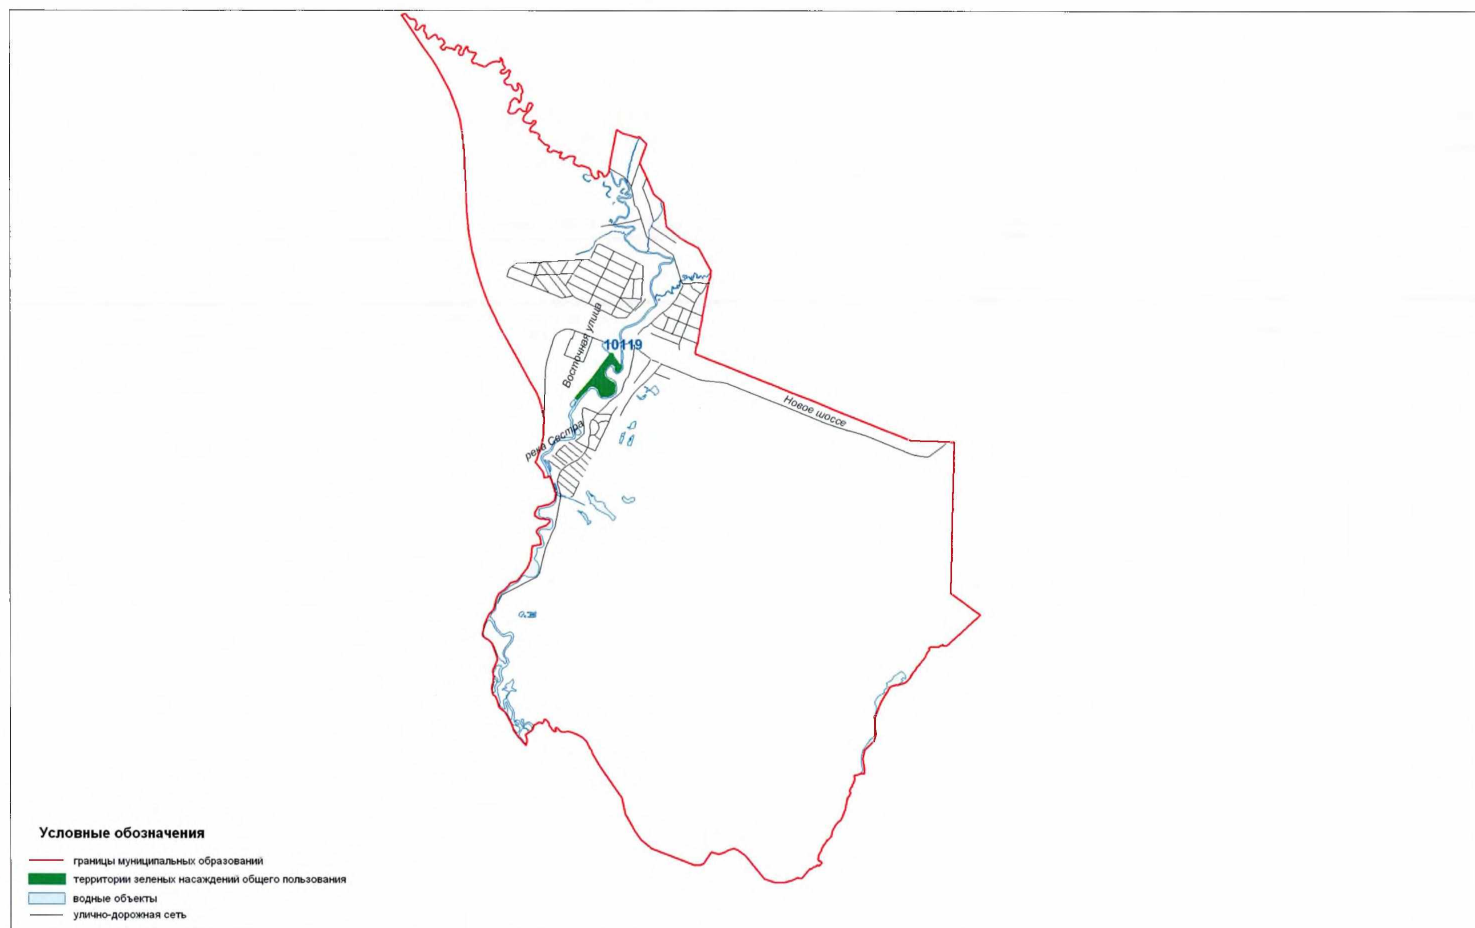 10119
Восточная улица
Новое шоссе
река Сестра
Условные обозначения
границы муниципальных образований
территории зеленых насаждений общего пользования
водные объекты
улично-дорожная сеть